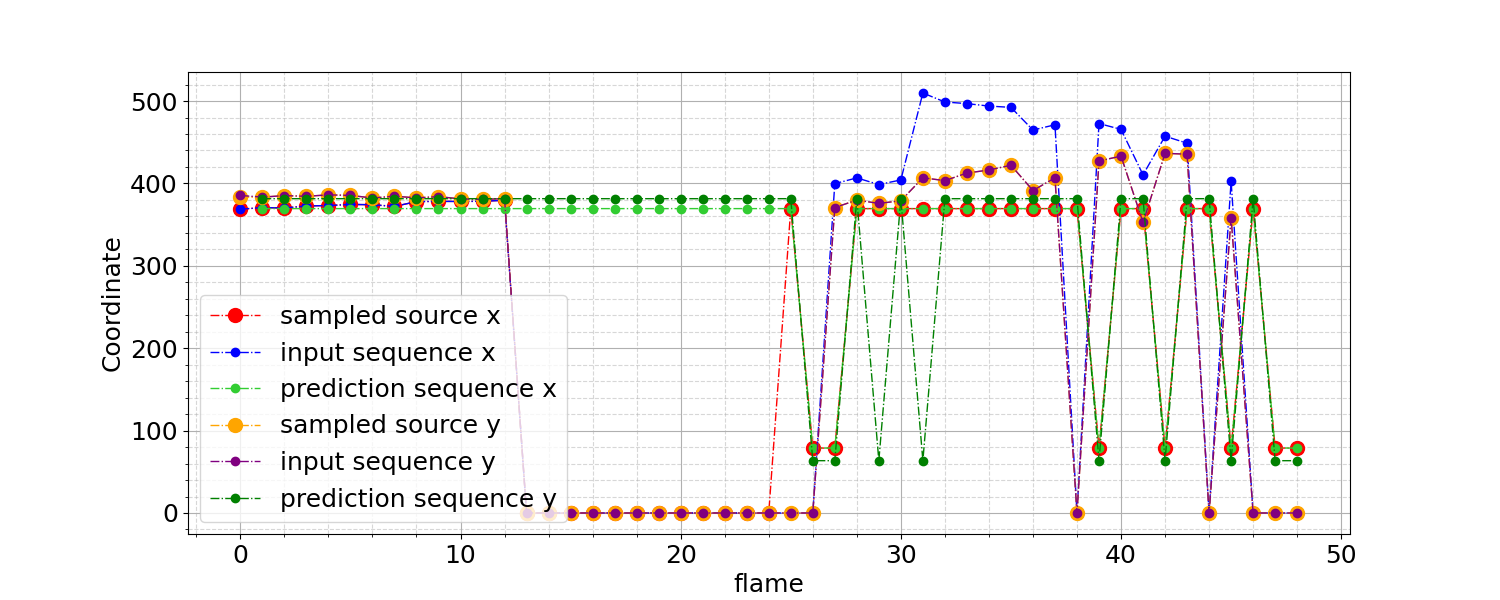 500
400
300
200
100
0
Coordinate
sampled source x
input sequence x
prediction sequence x
sampled source y
input sequence y
prediction sequence y
0 10 20 30 40 50
flame